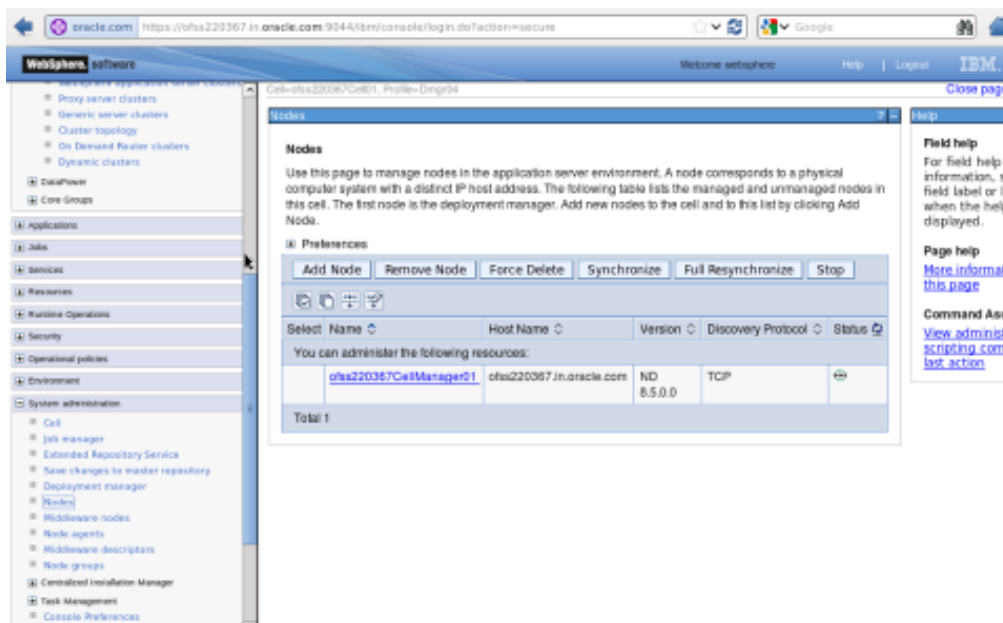 oracle.com https://ofss220367.in.oracle.com:9044/ibm/console/login.do?action=secure
Google
WebSphere. software
Welcome websphere
Help | Logout
IBM.
Proxy server clusters
Generic server clusters
Cluster topology
On Demand Router clusters
Dynamic clusters
DataPower
Core Groups
Applications
Jobs
Services
Resources
Runtime Operations
Security
Operational policies
Environment
System administration
Cell
Job manager
Extended Repository Service
Save changes to master repository
Deployment manager
Nodes
Middleware nodes
Node agents
Middleware descriptors
Node groups
Centralized Installation Manager
Task Management
Console Preferences
Cell=ofss220367Cell01, Profile=Dmgr04
Close page
Nodes
? –
Nodes
Use this page to manage nodes in the application server environment. A node corresponds to a physical
computer system with a distinct IP host address. The following table lists the managed and unmanaged nodes in
this cell. The first node is the deployment manager. Add new nodes to the cell and to this list by clicking Add
Node.
Preferences
Add Node Remove Node Force Delete Synchronize Full Resynchronize Stop
Select Name Host Name Version Discovery Protocol Status
You can administer the following resources:
ofss220367CellManager01 ofss220367.in.oracle.com ND TCP
8.5.0.0
Total 1
Help
Field help
For field help
information, s
field label or l
when the help
displayed.
Page help
More informat
this page
Command Ass
View administ
scripting com
last action